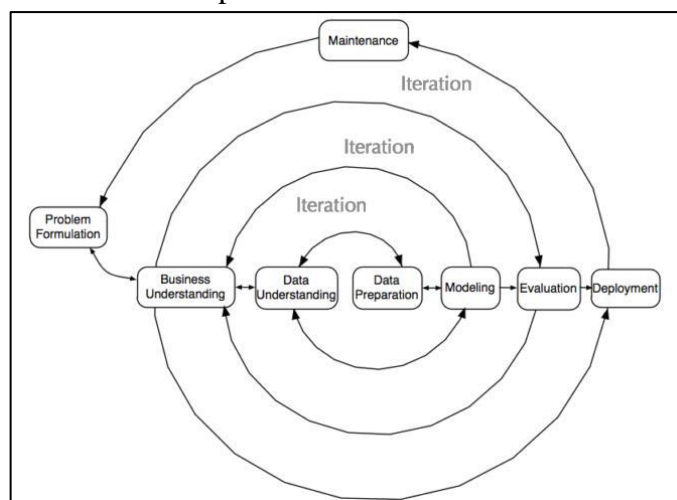 Maintenance
Iteration
Iteration
Iteration
Problem
Formulation
Business
Understanding
Data
Understanding
Data
Preparation
Modeling
Evaluation
Deployment